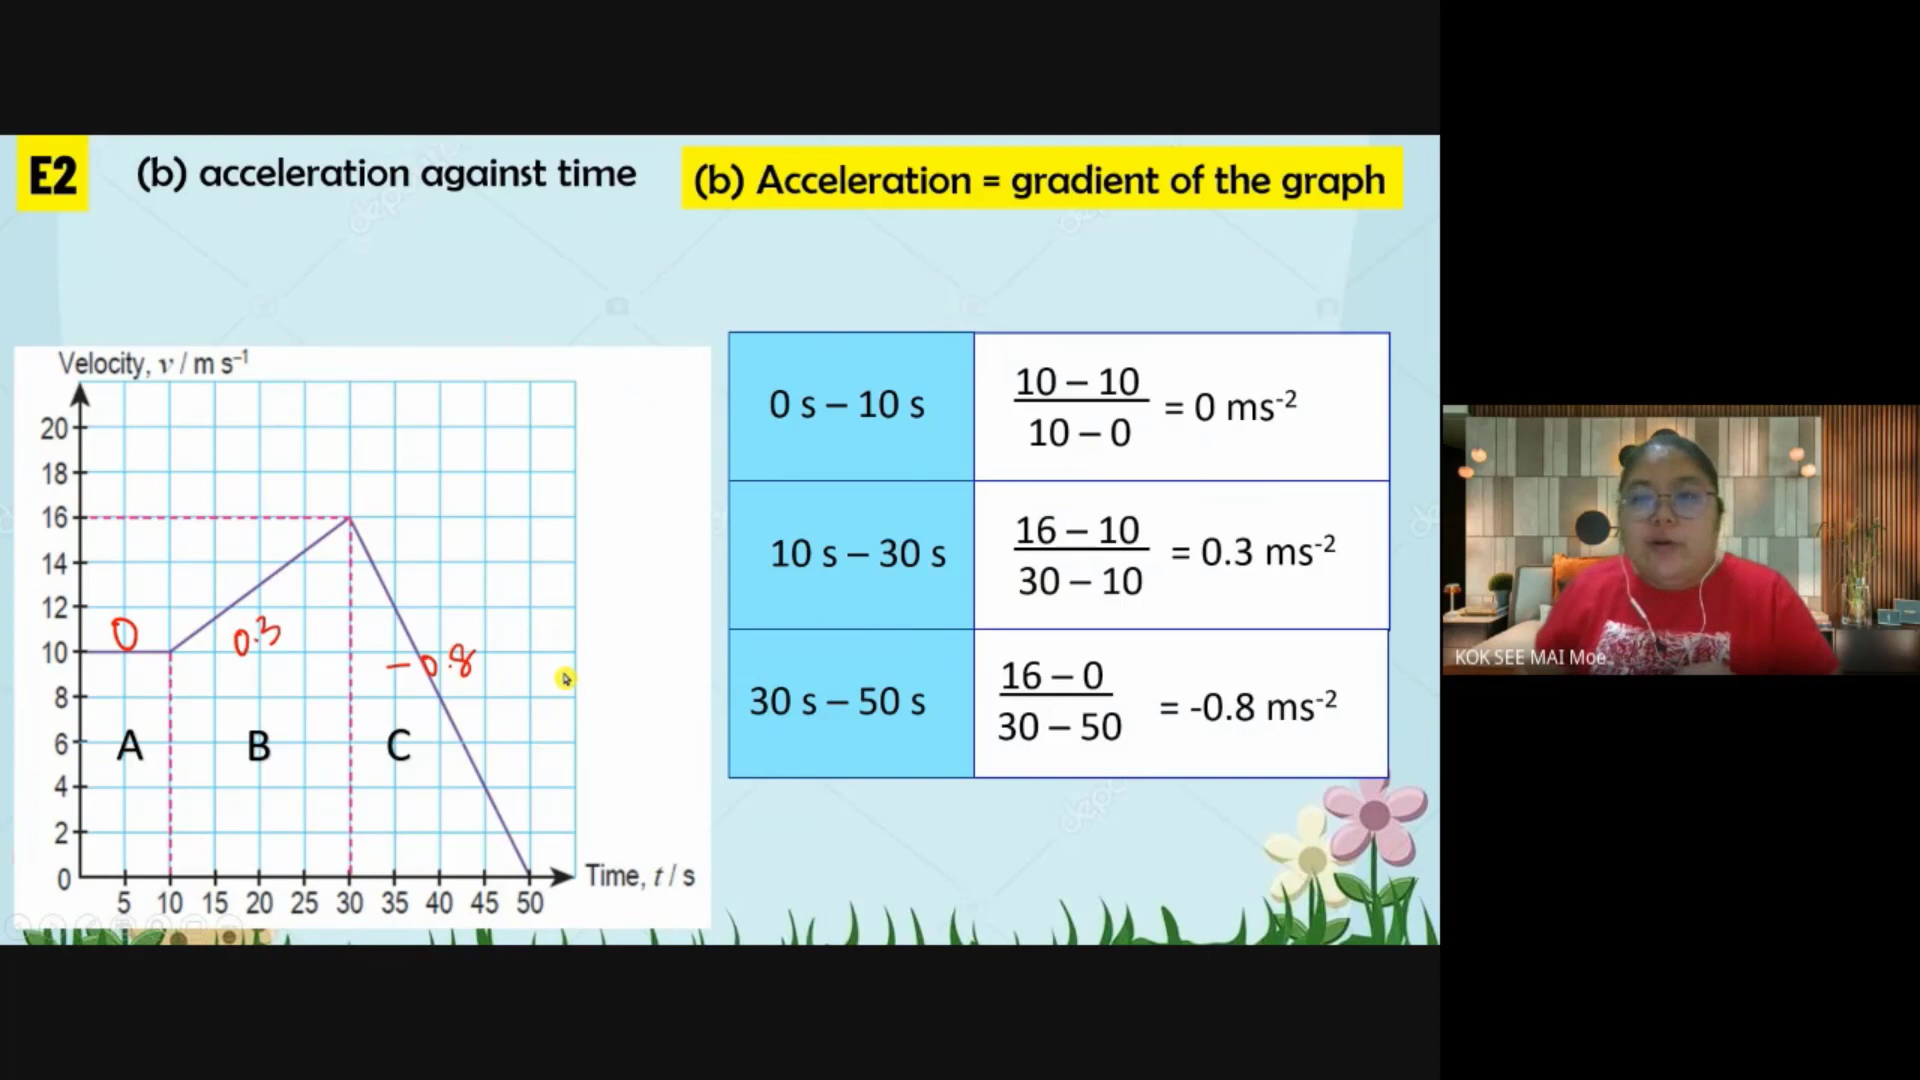 E2
(b) acceleration against time
(b) Acceleration = gradient of the graph
Velocity, v / m s⁻¹
20
18
16
14
12
10
8
6
4
2
0
0
0.3
-0.8
A
B
C
5 10 15 20 25 30 35 40 45 50
Time, t / s
0 s – 10 s
10 – 10
10 – 0
= 0 ms⁻²
10 s – 30 s
16 – 10
30 – 10
= 0.3 ms⁻²
30 s – 50 s
16 – 0
30 – 50
= -0.8 ms⁻²
KOK SEE MAI Moe